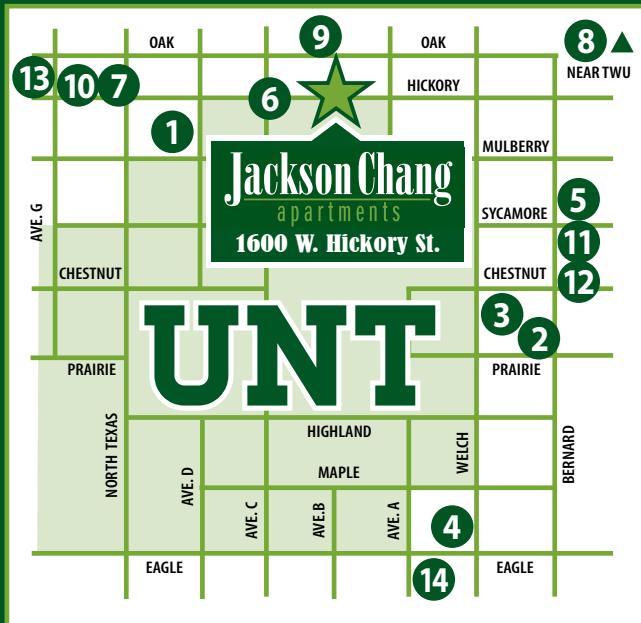 OAK
9
OAK
8
NEAR TWU
13
10
7
6
HICKORY
1
MULBERRY
Jackson Chang
apartments
1600 W. Hickory St.
AVE. G
SYCAMORE
5
11
CHESTNUT
CHESTNUT
12
UNT
3
2
PRAIRIE
PRAIRIE
NORTH TEXAS
HIGHLAND
WELCH
BERNARD
AVE. D
MAPLE
AVE. C
AVE.B
AVE. A
4
EAGLE
14
EAGLE